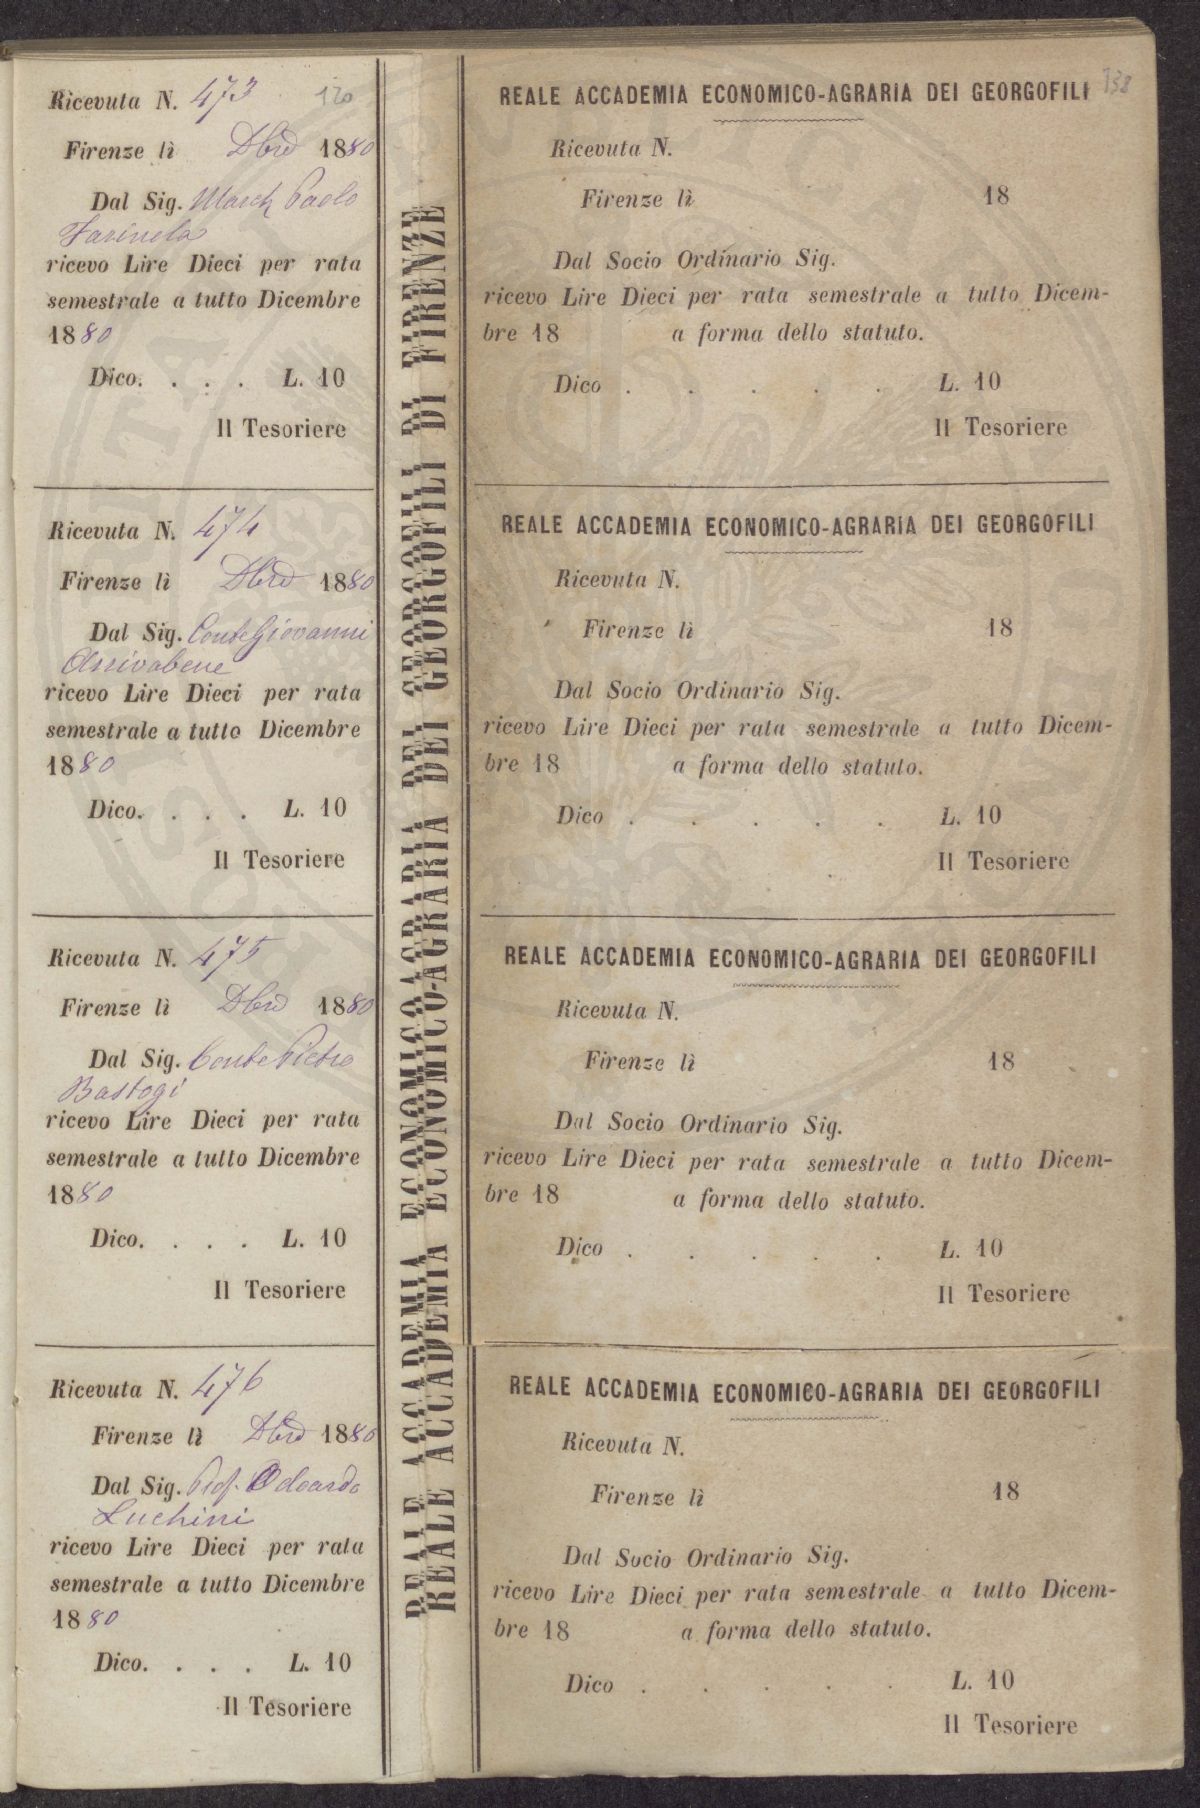 Ricevuta N. 473
120
Firenze lì Dbre 1880
Dal Sig. March Paolo
Farinola
ricevo Lire Dieci per rata
semestrale a tutto Dicembre
1880
Dico. . . . L. 10
Il Tesoriere
Ricevuta N. 474
Firenze lì Dbre 1880
Dal Sig. Conte Giovanni
Arrivabene
ricevo Lire Dieci per rata
semestrale a tutto Dicembre
1880
Dico. . . . L. 10
Il Tesoriere
Ricevuta N. 475
Firenze lì Dbre 1880
Dal Sig. Conte Pietro
Bastogi
ricevo Lire Dieci per rata
semestrale a tutto Dicembre
1880
Dico. . . . L. 10
Il Tesoriere
Ricevuta N. 476
Firenze lì Dbre 1880
Dal Sig. Prof. Odoardo
Luchini
ricevo Lire Dieci per rata
semestrale a tutto Dicembre
1880
Dico. . . . L. 10
Il Tesoriere
REALE ACCADEMIA ECONOMICO-AGRARIA DEI GEORGOFILI DI FIRENZE
REALE ACCADEMIA ECONOMICO-AGRARIA DEI GEORGOFILI DI FIRENZE
138
REALE ACCADEMIA ECONOMICO-AGRARIA DEI GEORGOFILI
Ricevuta N.
Firenze lì 18
Dal Socio Ordinario Sig.
ricevo Lire Dieci per rata semestrale a tutto Dicem-
bre 18 a forma dello statuto.
Dico . . . . . L. 10
Il Tesoriere
REALE ACCADEMIA ECONOMICO-AGRARIA DEI GEORGOFILI
Ricevuta N.
Firenze lì 18
Dal Socio Ordinario Sig.
ricevo Lire Dieci per rata semestrale a tutto Dicem-
bre 18 a forma dello statuto.
Dico . . . . . L. 10
Il Tesoriere
REALE ACCADEMIA ECONOMICO-AGRARIA DEI GEORGOFILI
Ricevuta N.
Firenze lì 18
Dal Socio Ordinario Sig.
ricevo Lire Dieci per rata semestrale a tutto Dicem-
bre 18 a forma dello statuto.
Dico . . . . . L. 10
Il Tesoriere
REALE ACCADEMIA ECONOMICO-AGRARIA DEI GEORGOFILI
Ricevuta N.
Firenze lì 18
Dal Socio Ordinario Sig.
ricevo Lire Dieci per rata semestrale a tutto Dicem-
bre 18 a forma dello statuto.
Dico . . . . . L. 10
Il Tesoriere